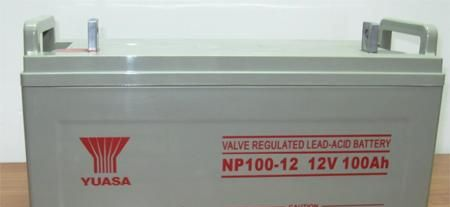 VALVE REGULATED LEAD-ACID BATTERY
NP100-12 12V 100Ah
YUASA